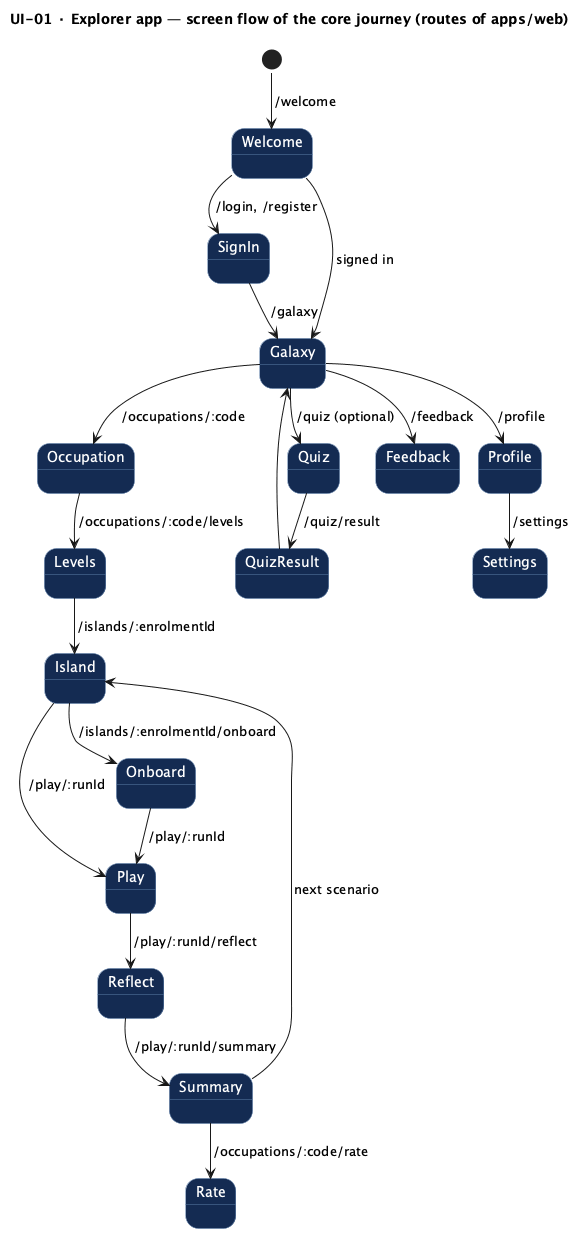 UI-01 · Explorer app — screen flow of the core journey (routes of apps/web)
/welcome
Welcome
/login, /register
SignIn
signed in
/galaxy
Galaxy
/occupations/:code
/quiz (optional)
/feedback
/profile
Occupation
Quiz
Feedback
Profile
/occupations/:code/levels
/quiz/result
/settings
Levels
QuizResult
Settings
/islands/:enrolmentId
Island
/islands/:enrolmentId/onboard
Onboard
/play/:runId
/play/:runId
Play
next scenario
/play/:runId/reflect
Reflect
/play/:runId/summary
Summary
/occupations/:code/rate
Rate